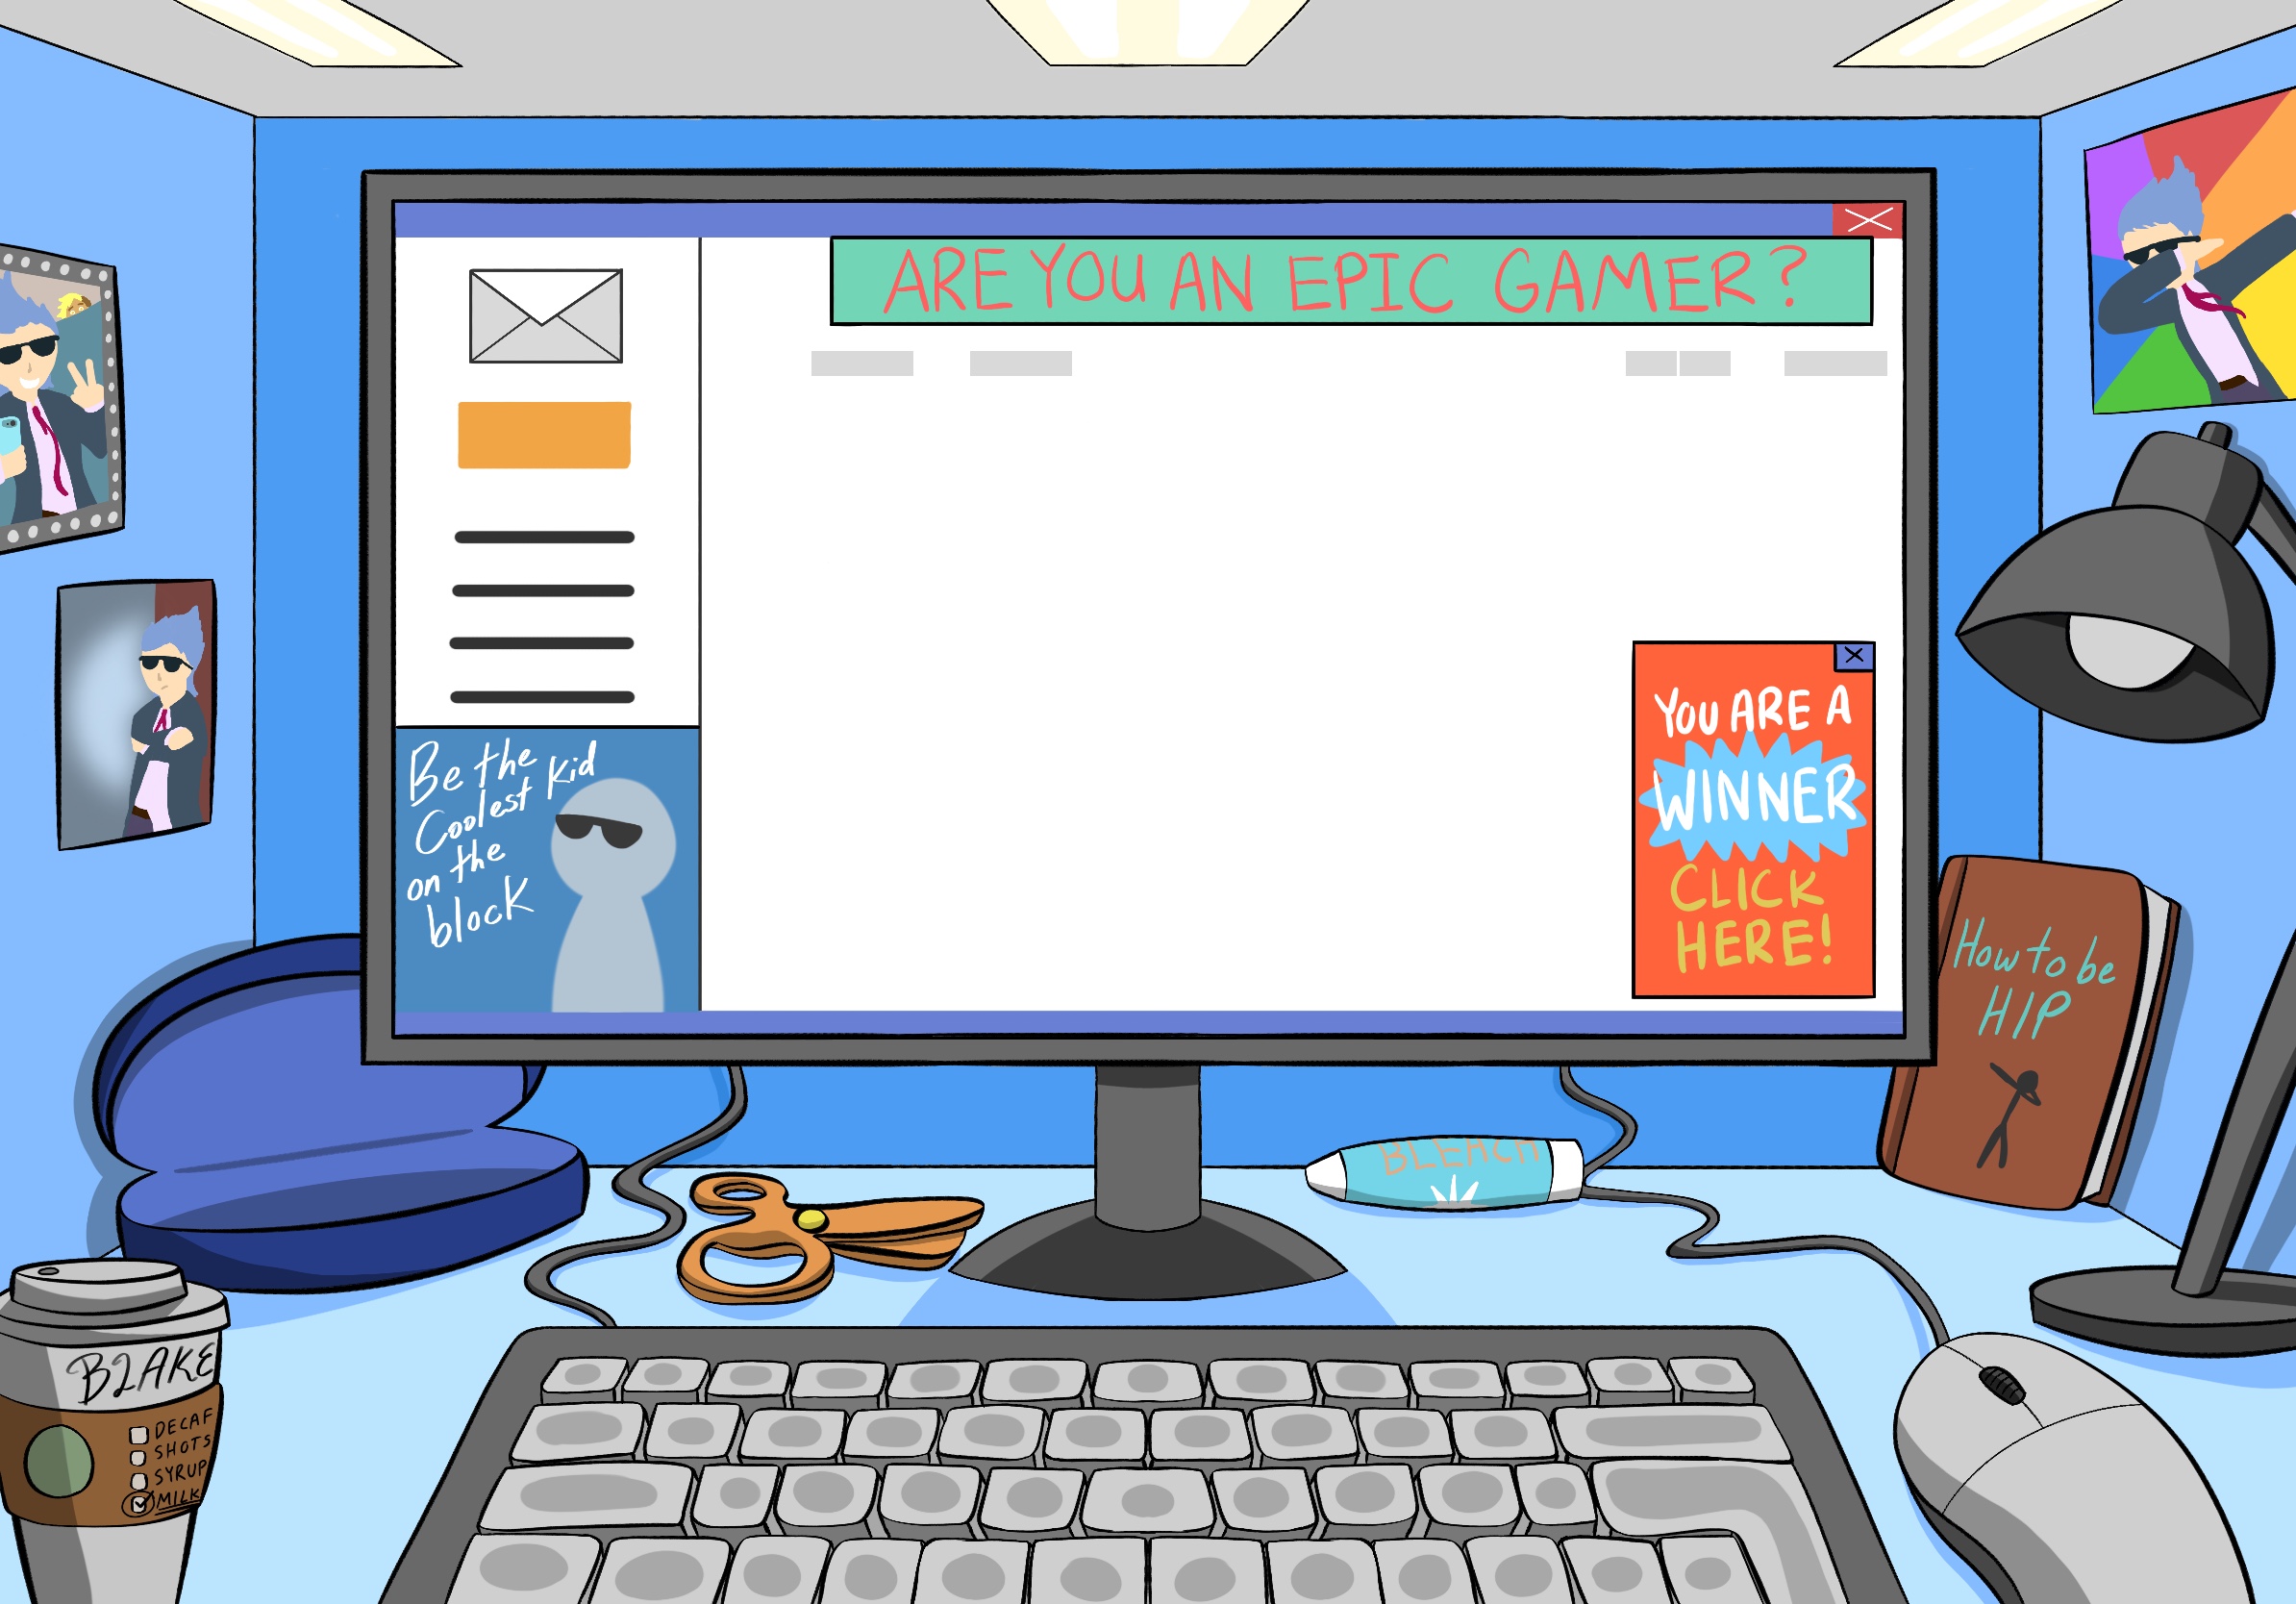 ARE YOU AN EPIC GAMER?
Be the
Coolest kid
on the
block
YOU ARE A
WINNER
CLICK
HERE!
How to be
HIP
BLEACH
BLAKE
DECAF
SHOTS
SYRUP
MILK